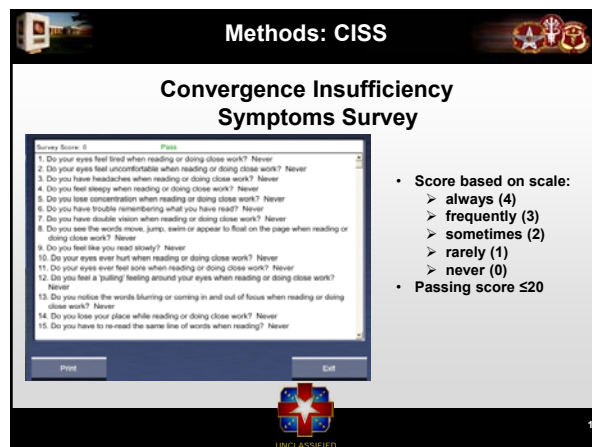 Methods: CISS
Convergence Insufficiency
Symptoms Survey
Survey Score: 0 Pass
1. Do your eyes feel tired when reading or doing close work? Never
2. Do your eyes feel uncomfortable when reading or doing close work? Never
3. Do you have headaches when reading or doing close work? Never
4. Do you feel sleepy when reading or doing close work? Never
5. Do you lose concentration when reading or doing close work? Never
6. Do you have trouble remembering what you have read? Never
7. Do you have double vision when reading or doing close work? Never
8. Do you see the words move, jump, swim or appear to float on the page when reading or
doing close work? Never
9. Do you feel like you read slowly? Never
10. Do your eyes ever hurt when reading or doing close work? Never
11. Do your eyes ever feel sore when reading or doing close work? Never
12. Do you feel a 'pulling' feeling around your eyes when reading or doing close work?
Never
13. Do you notice the words blurring or coming in and out of focus when reading or doing
close work? Never
14. Do you lose your place while reading or doing close work? Never
15. Do you have to re-read the same line of words when reading? Never
Print Exit
• Score based on scale:
➢ always (4)
➢ frequently (3)
➢ sometimes (2)
➢ rarely (1)
➢ never (0)
• Passing score ≤20
UNCLASSIFIED